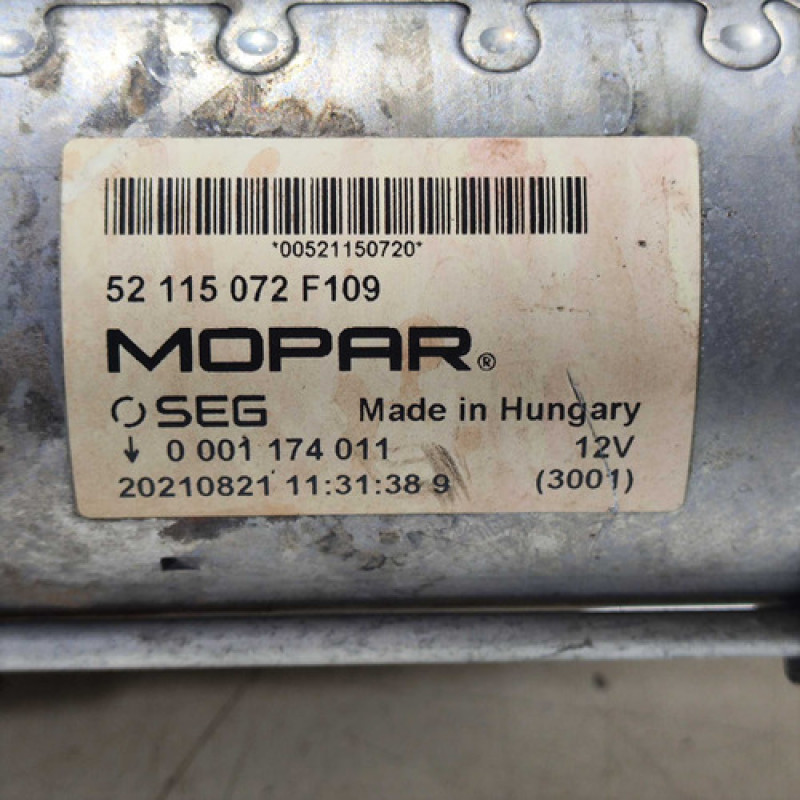 *00521150720*
52 115 072 F109
MOPAR®
SEG Made in Hungary
0 001 174 011 12V
20210821 11:31:38 9 (3001)